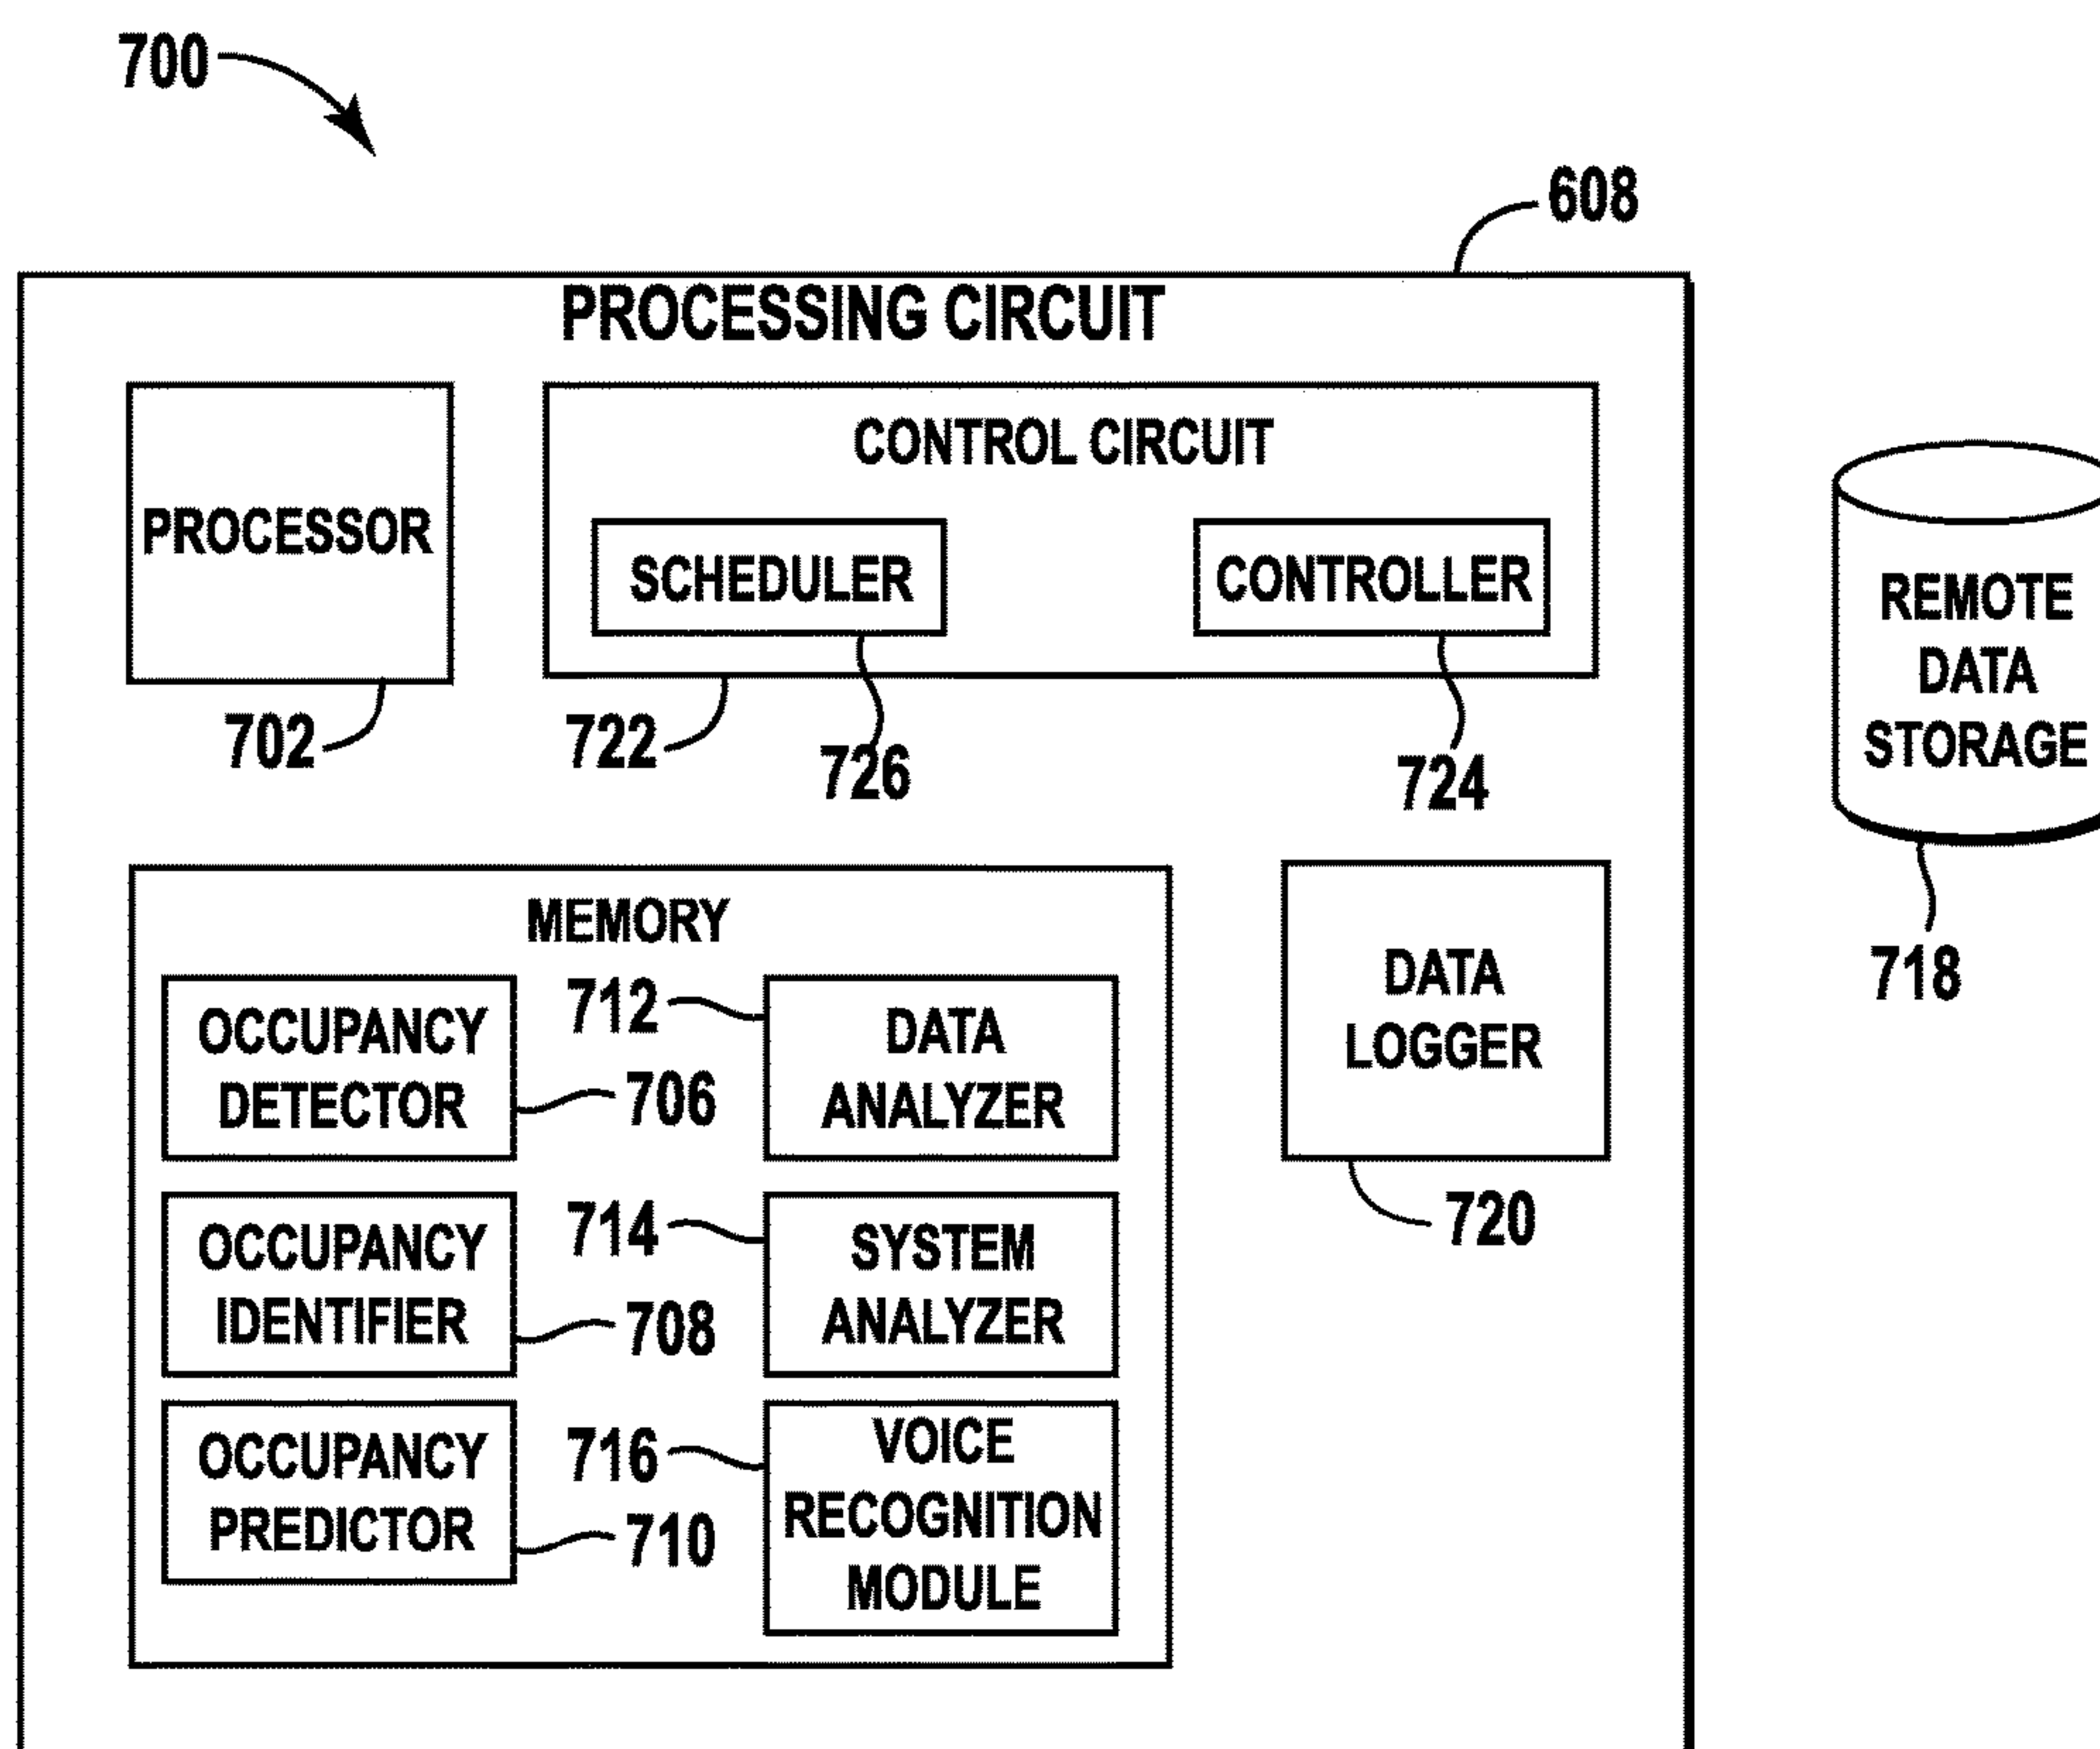 700
608
PROCESSING CIRCUIT
PROCESSOR
702
CONTROL CIRCUIT
SCHEDULER
CONTROLLER
722
726
724
REMOTE
DATA
STORAGE
718
MEMORY
OCCUPANCY
DETECTOR
706
712
DATA
ANALYZER
OCCUPANCY
IDENTIFIER
708
714
SYSTEM
ANALYZER
OCCUPANCY
PREDICTOR
710
716
VOICE
RECOGNITION
MODULE
DATA
LOGGER
720